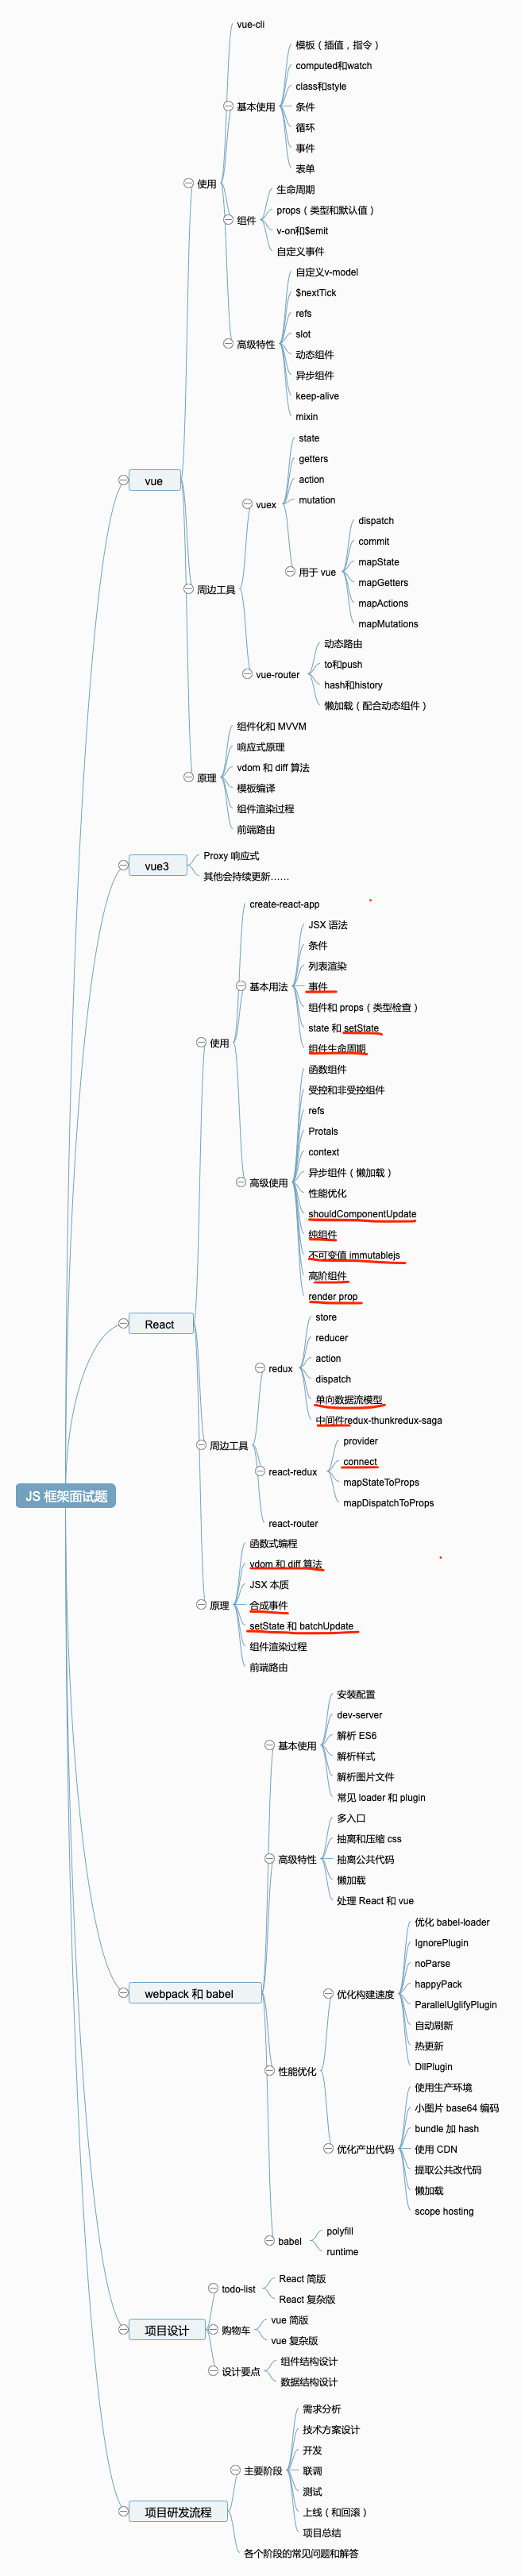 vue-cli
模板（插值，指令）
computed和watch
class和style
基本使用
条件
循环
事件
表单
使用
生命周期
props（类型和默认值）
组件
v-on和$emit
自定义事件
自定义v-model
$nextTick
refs
slot
高级特性
动态组件
异步组件
keep-alive
mixin
state
getters
vue
action
mutation
vuex
dispatch
commit
mapState
用于 vue
mapGetters
周边工具
mapActions
mapMutations
动态路由
to和push
vue-router
hash和history
懒加载（配合动态组件）
组件化和 MVVM
响应式原理
vdom 和 diff 算法
原理
模板编译
组件渲染过程
前端路由
Proxy 响应式
vue3
其他会持续更新……
create-react-app
JSX 语法
条件
列表渲染
基本用法
事件
组件和 props（类型检查）
state 和 setState
使用
组件生命周期
函数组件
受控和非受控组件
refs
Protals
context
异步组件（懒加载）
高级使用
性能优化
shouldComponentUpdate
纯组件
不可变值 immutablejs
高阶组件
render prop
React
store
reducer
redux
action
dispatch
单向数据流模型
中间件redux-thunkredux-saga
周边工具
provider
connect
react-redux
mapStateToProps
mapDispatchToProps
JS 框架面试题
react-router
函数式编程
vdom 和 diff 算法
JSX 本质
原理
合成事件
setState 和 batchUpdate
组件渲染过程
前端路由
安装配置
dev-server
解析 ES6
基本使用
解析样式
解析图片文件
常见 loader 和 plugin
多入口
抽离和压缩 css
高级特性
抽离公共代码
懒加载
处理 React 和 vue
优化 babel-loader
IgnorePlugin
noParse
webpack 和 babel
优化构建速度
happyPack
ParallelUglifyPlugin
自动刷新
热更新
DllPlugin
性能优化
使用生产环境
小图片 base64 编码
bundle 加 hash
优化产出代码
使用 CDN
提取公共改代码
懒加载
scope hosting
polyfill
babel
runtime
React 简版
todo-list
React 复杂版
vue 简版
项目设计
购物车
vue 复杂版
组件结构设计
设计要点
数据结构设计
需求分析
技术方案设计
开发
主要阶段
联调
测试
上线（和回滚）
项目研发流程
项目总结
各个阶段的常见问题和解答